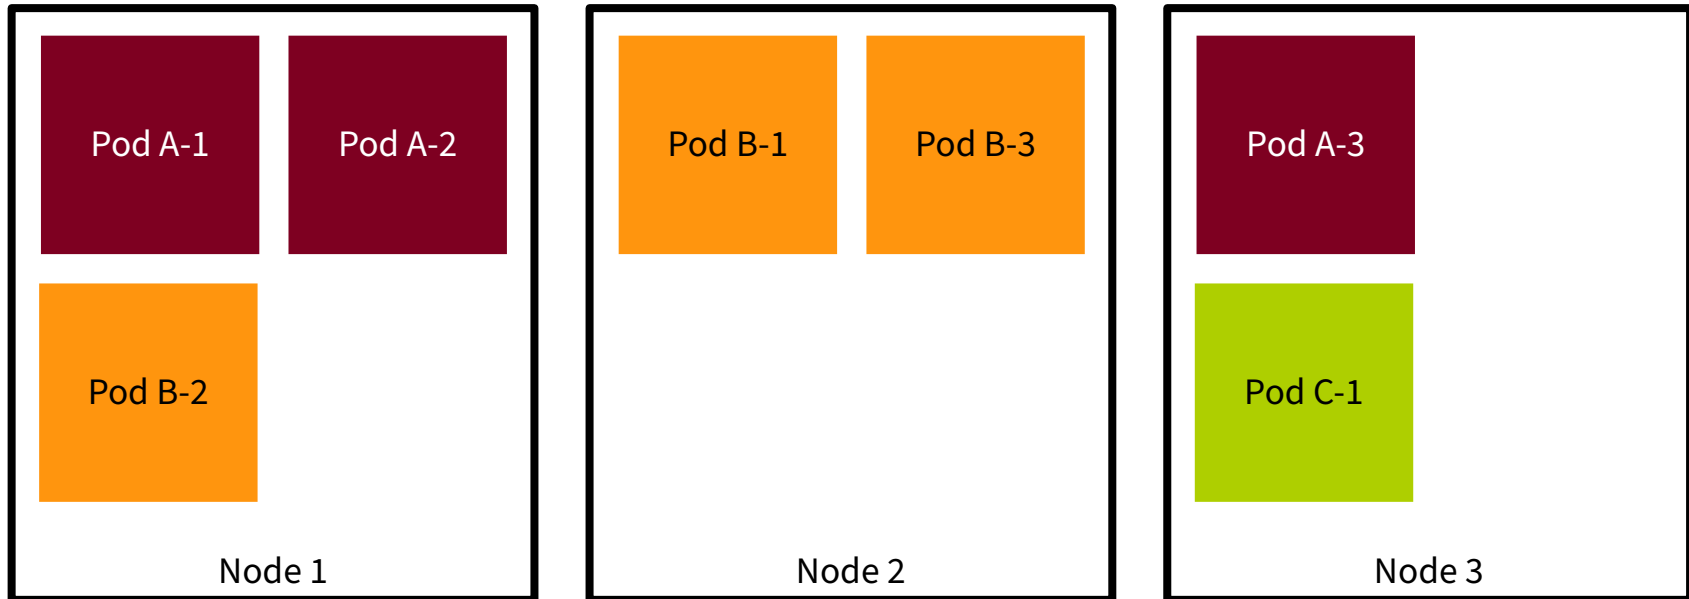 Pod A-1
Pod A-2
Pod B-2
Node 1
Pod B-1
Pod B-3
Node 2
Pod A-3
Pod C-1
Node 3